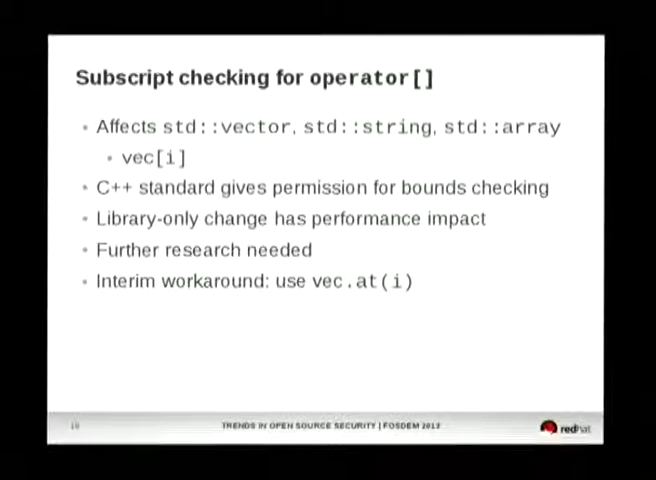 Subscript checking for operator[]
• Affects std::vector, std::string, std::array
• vec[i]
• C++ standard gives permission for bounds checking
• Library-only change has performance impact
• Further research needed
• Interim workaround: use vec.at(i)
TRENDS IN OPEN SOURCE SECURITY | FOSDEM 2013
redhat